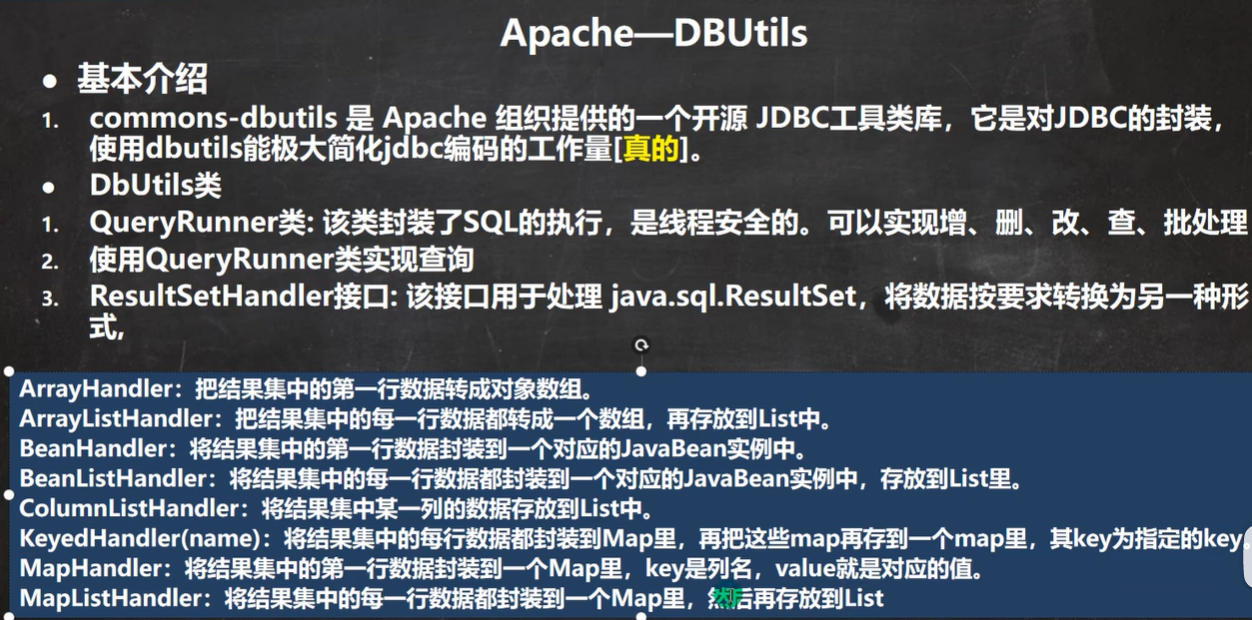 Apache—DBUtils
● 基本介绍
1. commons-dbutils 是 Apache 组织提供的一个开源 JDBC工具类库，它是对JDBC的封装，
使用dbutils能极大简化jdbc编码的工作量[真的]。
● DbUtils类
1. QueryRunner类: 该类封装了SQL的执行，是线程安全的。可以实现增、删、改、查、批处理
2. 使用QueryRunner类实现查询
3. ResultSetHandler接口: 该接口用于处理 java.sql.ResultSet，将数据按要求转换为另一种形
式,
ArrayHandler：把结果集中的第一行数据转成对象数组。
ArrayListHandler：把结果集中的每一行数据都转成一个数组，再存放到List中。
BeanHandler：将结果集中的第一行数据封装到一个对应的JavaBean实例中。
BeanListHandler：将结果集中的每一行数据都封装到一个对应的JavaBean实例中，存放到List里。
ColumnListHandler：将结果集中某一列的数据存放到List中。
KeyedHandler(name)：将结果集中的每行数据都封装到Map里，再把这些map再存到一个map里，其key为指定的key。
MapHandler：将结果集中的第一行数据封装到一个Map里，key是列名，value就是对应的值。
MapListHandler：将结果集中的每一行数据都封装到一个Map里，然后再存放到List